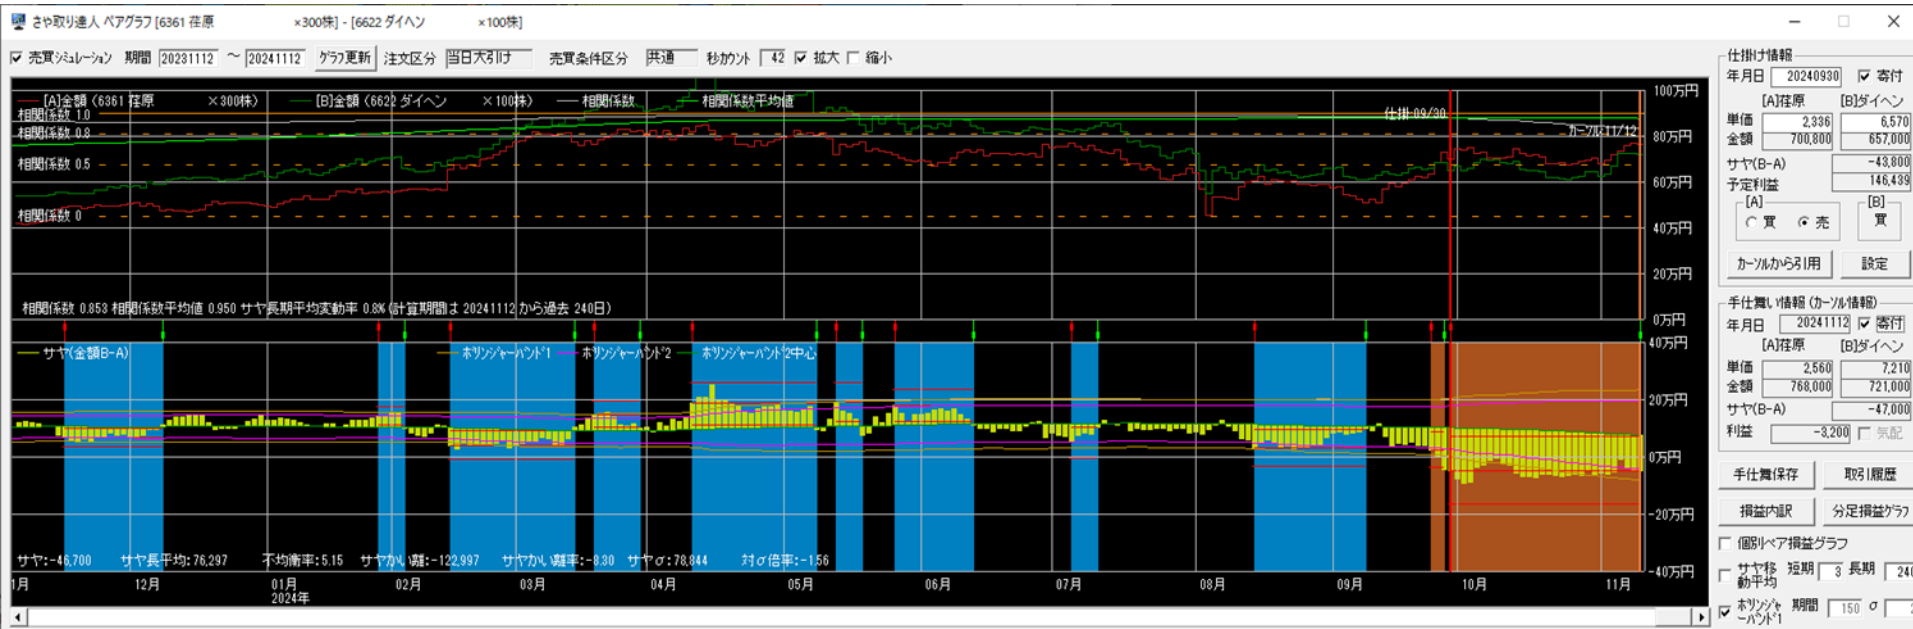 さや取り達人 ペアグラフ [6361 荏原 ×300株] - [6622 ダイヘン ×100株]
売買シミュレーション 期間 20231112 ～ 20241112 グラフ更新 注文区分 当日大引け 売買条件区分 共通 秒カウント 42 拡大 縮小
[A]金額 (6361 荏原 ×300株) [B]金額 (6622 ダイヘン ×100株) 相関係数 相関係数平均値
相関係数 1.0
相関係数 0.8
相関係数 0.5
相関係数 0
仕掛 09/30
カーソル 11/12
100万円
80万円
60万円
40万円
20万円
0万円
相関係数 0.853 相関係数平均値 0.950 サヤ長期平均変動率 0.8% (計算期間は 20241112 から過去 240日)
サヤ(金額B-A) ボリンジャーバンド1 ボリンジャーバンド2 ボリンジャーバンド2中心
40万円
20万円
0万円
-20万円
-40万円
サヤ:-46,700 サヤ長平均:76,297 不均衡率:5.15 サヤかい離:-122,997 サヤかい離率:-8.30 サヤσ:78,844 対σ倍率:-1.56
1月 12月 01月 02月 03月 04月 05月 06月 07月 08月 09月 10月 11月
2024年
仕掛け情報
年月日 20240930 寄付
[A]荏原 [B]ダイヘン
単価 2,336 6,570
金額 700,800 657,000
サヤ(B-A) -43,800
予定利益 146,439
[A] [B]
買 売 買
カーソルから引用 設定
手仕舞い情報 (カーソル情報)
年月日 20241112 寄付
[A]荏原 [B]ダイヘン
単価 2,560 7,210
金額 768,000 721,000
サヤ(B-A) -47,000
利益 -3,200 気配
手仕舞保存 取引履歴
損益内訳 分足損益グラフ
個別ペア損益グラフ
サヤ移動平均 短期 3 長期 240
ボリンジャーバンド1 期間 150 σ